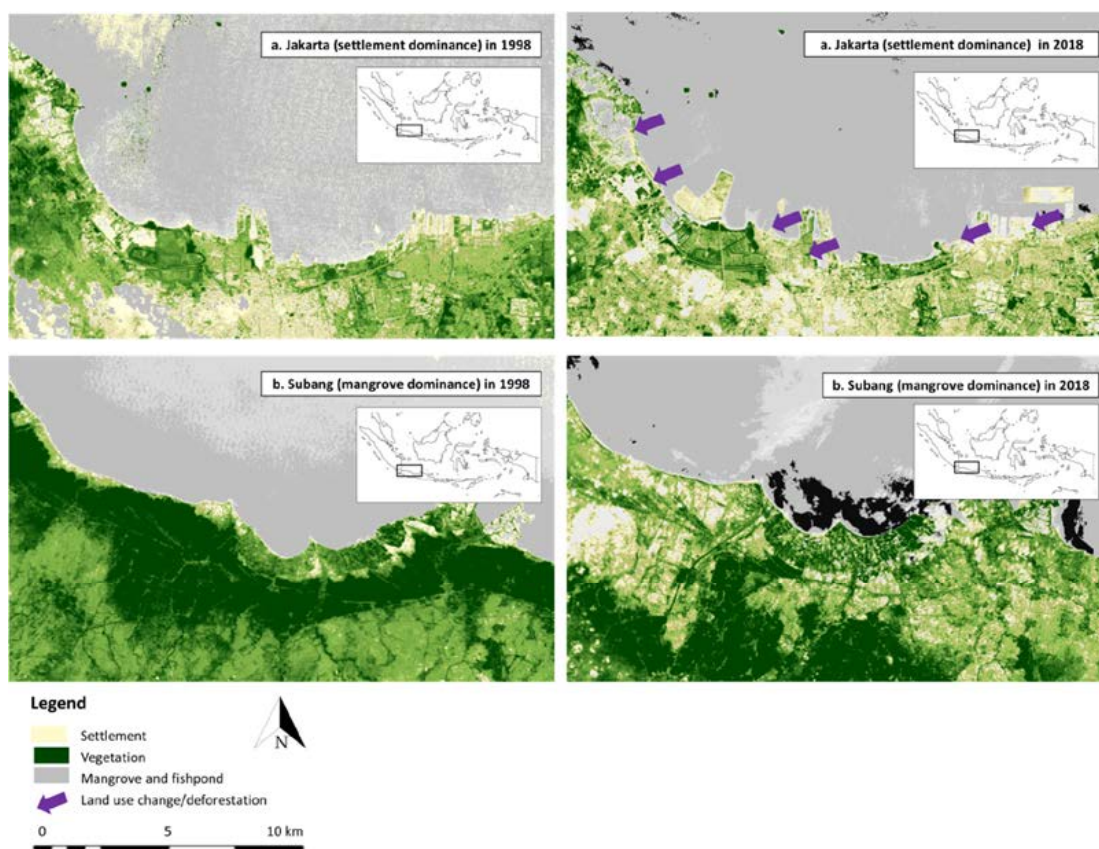 a. Jakarta (settlement dominance) in 1998
a. Jakarta (settlement dominance) in 2018
b. Subang (mangrove dominance) in 1998
b. Subang (mangrove dominance) in 2018
Legend
Settlement
Vegetation
Mangrove and fishpond
Land use change/deforestation
N
0 5 10 km